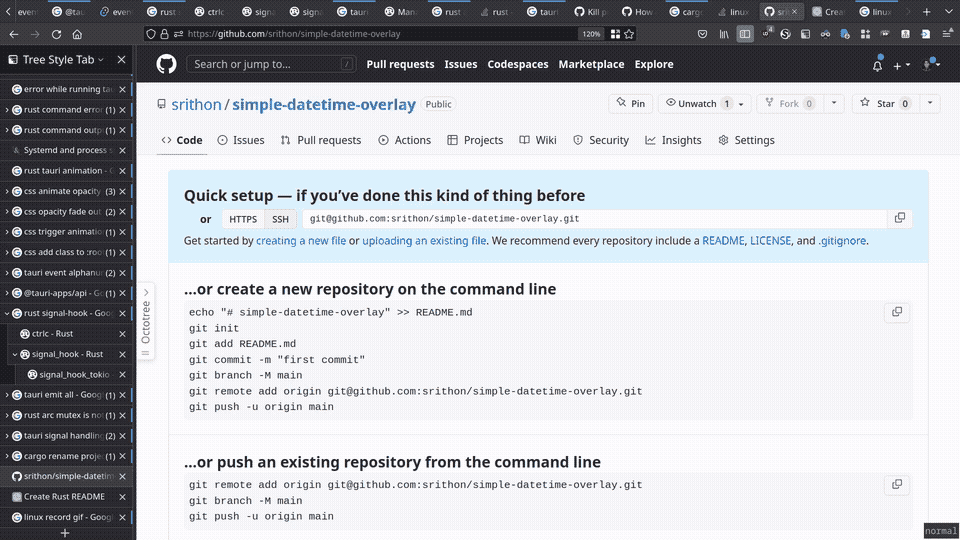 @ta
even
rust
ctrlc
signa
signa
tauri
Man
rust
rust -
tauri
Kill p
How
carg
linux
srit
Crea
linux
https://github.com/srithon/simple-datetime-overlay
120%
Tree Style Tab
error while running tau
rust command error (1)
rust command outp (1)
Systemd and process s
rust tauri animation - G
css animate opacity (3)
css opacity fade out (2)
css trigger animatio (1)
css add class to :roo (1)
tauri event alphanu (2)
@tauri-apps/api - Go (1)
rust signal-hook - Goog
ctrlc - Rust
signal_hook - Rust
signal_hook_tokio
tauri emit all - Goog (1)
rust arc mutex is not (1)
tauri signal handling (2)
cargo rename proje (1)
srithon/simple-datetim
Create Rust README
linux record gif - Goog
Octotree
Search or jump to...
/
Pull requests
Issues
Codespaces
Marketplace
Explore
srithon / simple-datetime-overlay
Public
Pin
Unwatch 1
Fork 0
Star 0
Code
Issues
Pull requests
Actions
Projects
Wiki
Security
Insights
Settings
Quick setup — if you’ve done this kind of thing before
or
HTTPS
SSH
git@github.com:srithon/simple-datetime-overlay.git
Get started by creating a new file or uploading an existing file. We recommend every repository include a README, LICENSE, and .gitignore.
…or create a new repository on the command line
echo "# simple-datetime-overlay" >> README.md
git init
git add README.md
git commit -m "first commit"
git branch -M main
git remote add origin git@github.com:srithon/simple-datetime-overlay.git
git push -u origin main
…or push an existing repository from the command line
git remote add origin git@github.com:srithon/simple-datetime-overlay.git
git branch -M main
git push -u origin main
normal